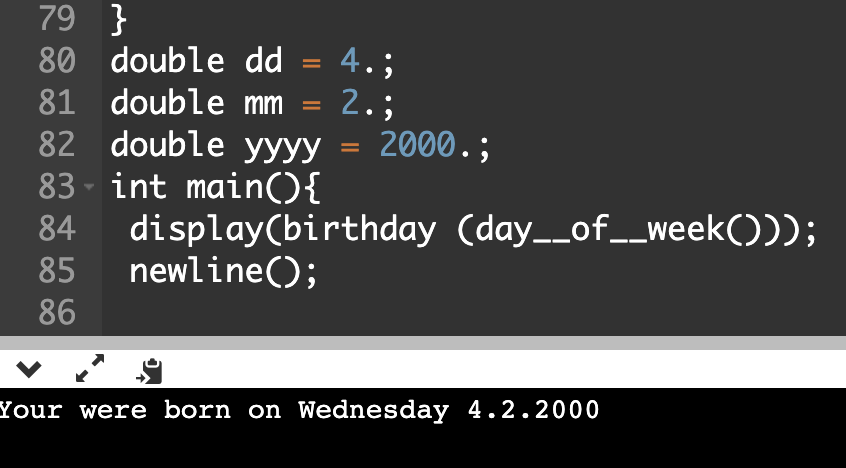 79 }
80 double dd = 4.;
81 double mm = 2.;
82 double yyyy = 2000.;
83 int main(){
84  display(birthday (day__of__week()));
85  newline();
86
Your were born on Wednesday 4.2.2000